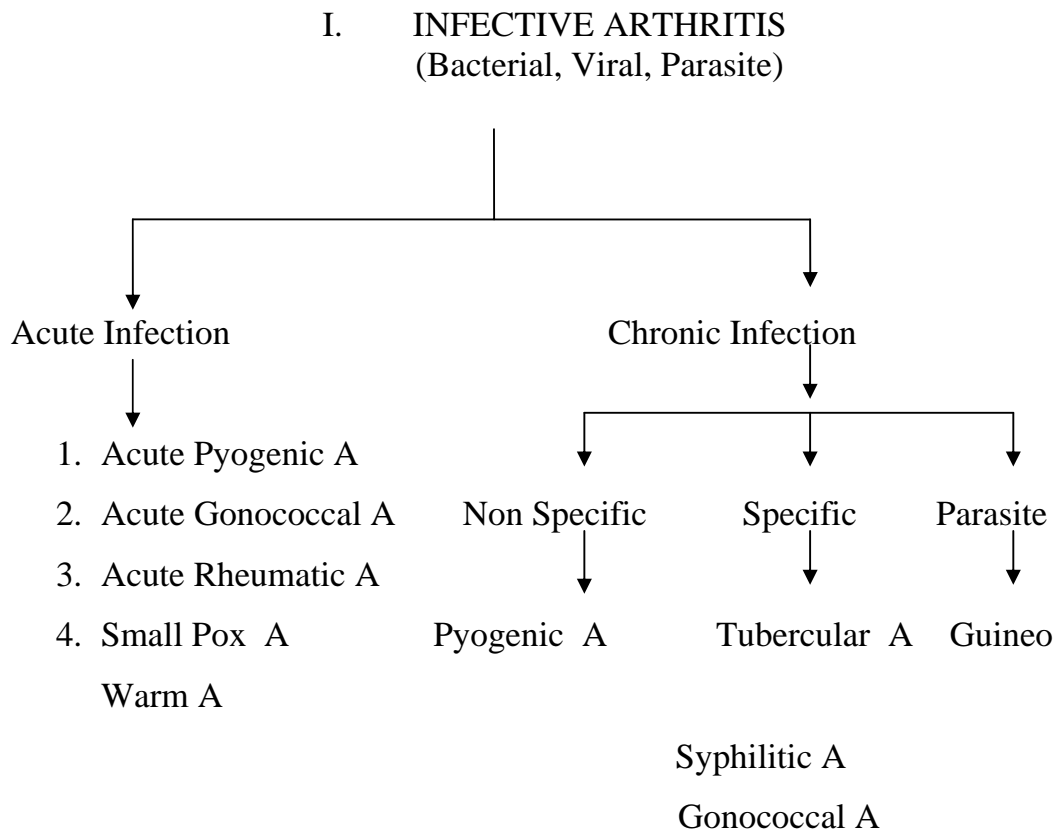 I. INFECTIVE ARTHRITIS
(Bacterial, Viral, Parasite)
Acute Infection Chronic Infection
1. Acute Pyogenic A
2. Acute Gonococcal A Non Specific Specific Parasite
3. Acute Rheumatic A
4. Small Pox A Pyogenic A Tubercular A Guineo
Warm A
Syphilitic A
Gonococcal A